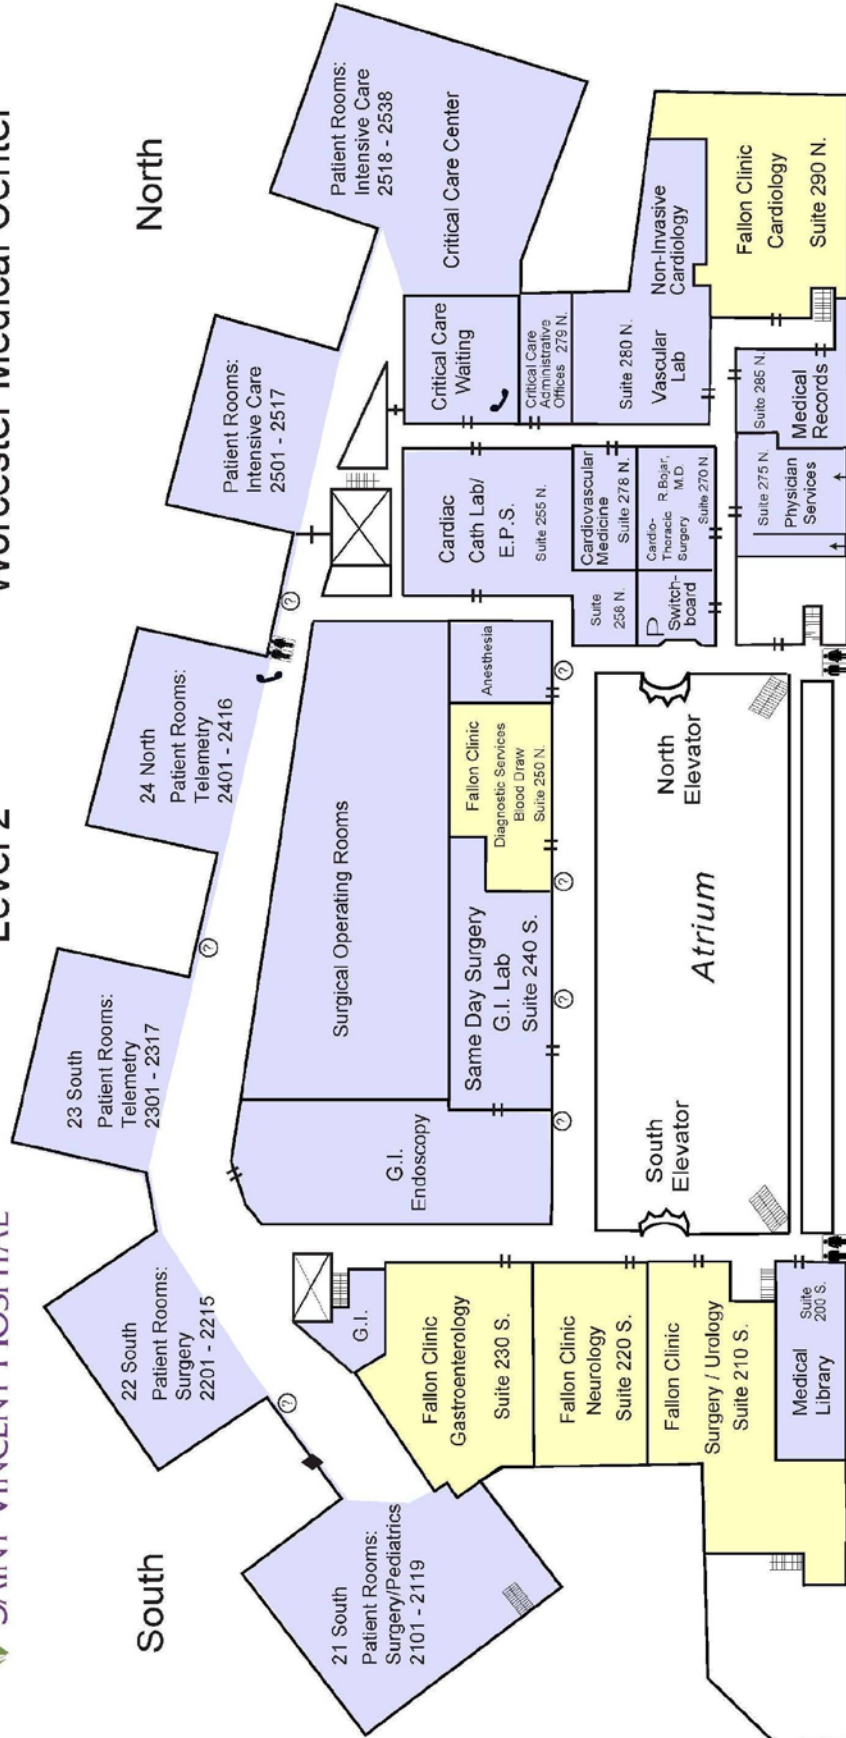 SAINT VINCENT HOSPITAL
Level 2
Worcester Medical Center
South
North
21 South
Patient Rooms:
Surgery/Pediatrics
2101 - 2119
22 South
Patient Rooms:
Surgery
2201 - 2215
23 South
Patient Rooms:
Telemetry
2301 - 2317
24 North
Patient Rooms:
Telemetry
2401 - 2416
Patient Rooms:
Intensive Care
2501 - 2517
Patient Rooms:
Intensive Care
2518 - 2538
Critical Care Center
G.I.
Fallon Clinic
Gastroenterology
Suite 230 S.
Fallon Clinic
Neurology
Suite 220 S.
Fallon Clinic
Surgery / Urology
Suite 210 S.
Medical
Library
Suite
200 S.
G.I.
Endoscopy
Surgical Operating Rooms
Same Day Surgery
G.I. Lab
Suite 240 S.
Fallon Clinic
Diagnostic Services
Blood Draw
Suite 250 N.
Anesthesia
?
?
?
?
?
?
?
South
Elevator
Atrium
North
Elevator
Cardiac
Cath Lab/
E.P.S.
Suite 255 N.
Suite
258 N.
Cardiovascular
Medicine
Suite 278 N.
P
Switch-
board
Cardio-
Thoracic
Surgery
R.Bojar,
M.D.
Suite 270 N.
Critical Care
Waiting
Critical Care
Administrative
Offices 279 N.
Suite 280 N.
Vascular
Lab
Non-Invasive
Cardiology
Fallon Clinic
Cardiology
Suite 290 N.
Suite 275 N.
Physician
Services
Suite 285 N.
Medical
Records